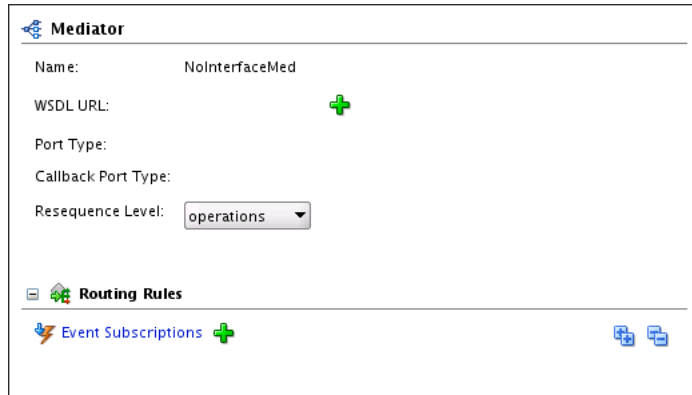 Mediator
Name: NoInterfaceMed
WSDL URL:
Port Type:
Callback Port Type:
Resequence Level: operations
Routing Rules
Event Subscriptions